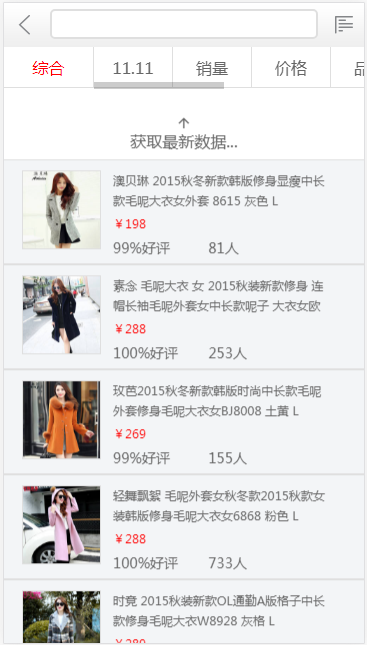 综合 11.11 销量 价格 品
获取最新数据...
澳贝琳 2015秋冬新款韩版修身显瘦中长
款毛呢大衣女外套 8615 灰色 L
￥198
99%好评 81人
素念 毛呢大衣 女 2015秋装新款修身 连
帽长袖毛呢外套女中长款呢子 大衣女欧
￥288
100%好评 253人
玫芭2015秋冬新款韩版时尚中长款毛呢
外套修身毛呢大衣女BJ8008 土黄 L
￥269
99%好评 155人
轻舞飘絮 毛呢外套女秋冬款2015秋款女
装韩版修身毛呢大衣女6868 粉色 L
￥288
100%好评 733人
时竞 2015秋装新款OL通勤A版格子中长
款修身毛呢大衣W8928 灰格 L
￥289